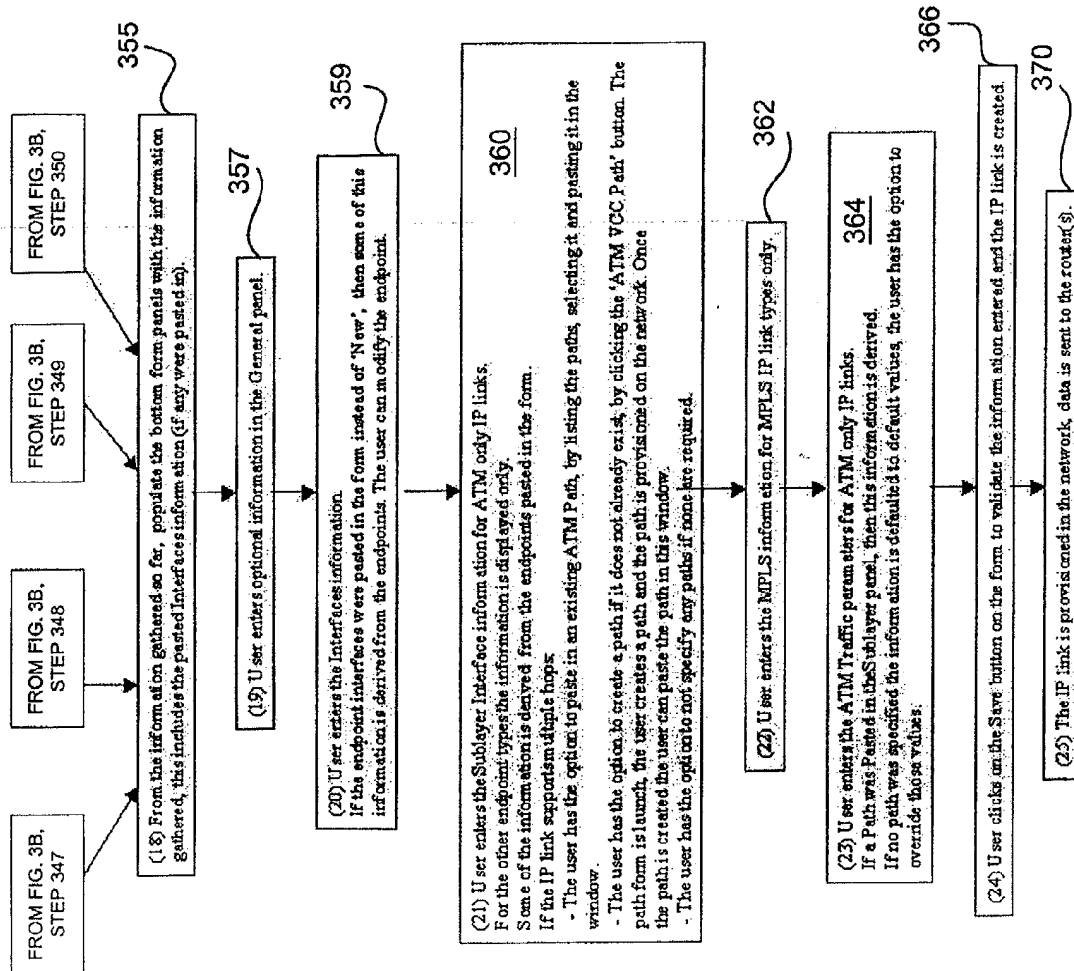 FROM FIG. 3B,
STEP 347
FROM FIG. 3B,
STEP 348
FROM FIG. 3B,
STEP 349
FROM FIG. 3B,
STEP 350
355
(18) From the information gathered so far, populate the bottom form panels with the information
gathered, this includes the pasted Interfaces information (if any were pasted in).
357
(19) User enters optional information in the General panel.
359
(20) User enters the Interfaces information.
If the endpoint interfaces were pasted in the form instead of 'New', then some of this
information is derived from the endpoints. The user can modify the endpoint.
360
(21) User enters the Sublayer Interface information for ATM only IP links.
For the other endpoint types the information is displayed only.
Some of the information is derived from the endpoints pasted in the form.
If the IP link supports multiple hops;
- The user has the option to paste in an existing ATM Path, by listing the paths, selecting it and pasting it in the
window.
- The user has the option to create a path if it does not already exist, by clicking the 'ATM VCC Path' button. The
path form is launch, the user creates a path and the path is provisioned on the network. Once
the path is created the user can paste the path in this window.
- The user has the option to not specify any paths if none are required.
362
(22) User enters the MPLS information for MPLS IP link types only.
364
(23) User enters the ATM Traffic parameters for ATM only IP links.
If a Path was Pasted in the Sublayer panel, then this information is derived.
If no path was specified the information is defaulted to default values, the user has the option to
override those values.
366
(24) User clicks on the Save button on the form to validate the information entered and the IP link is created.
370
(25) The IP link is provisioned in the network, data is sent to the router(s).